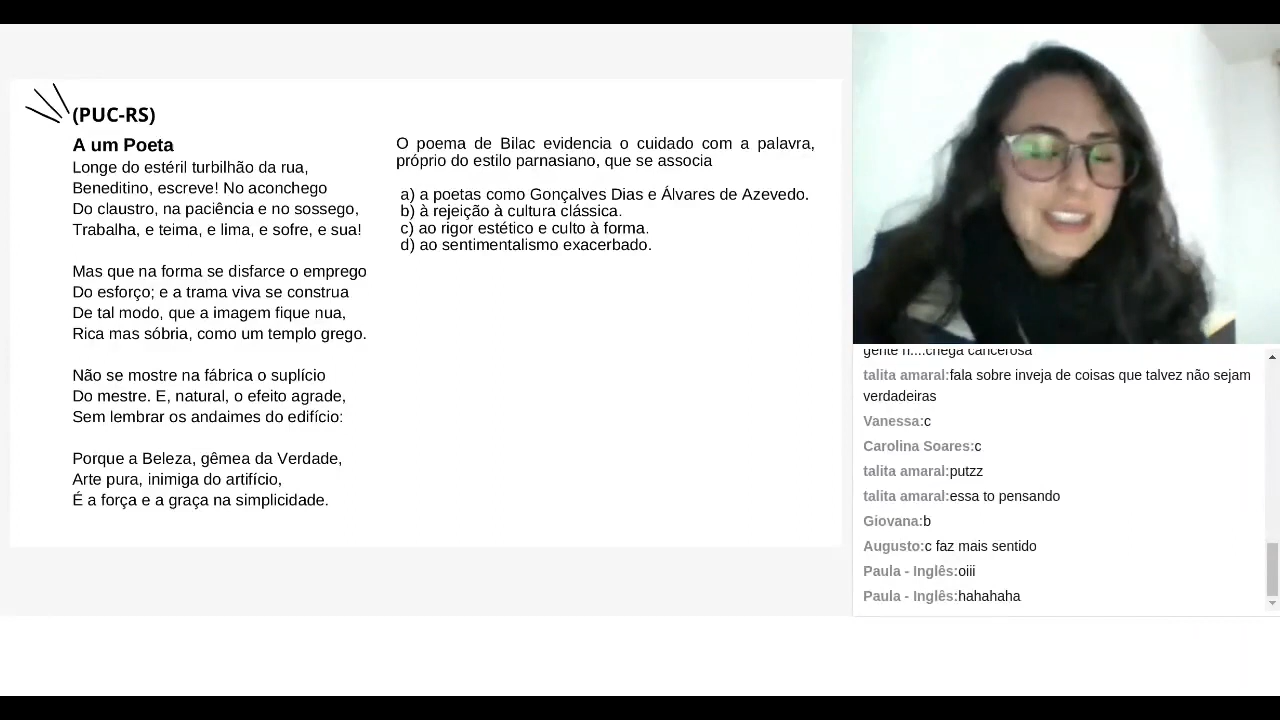 (PUC-RS)
A um Poeta
Longe do estéril turbilhão da rua,
Beneditino, escreve! No aconchego
Do claustro, na paciência e no sossego,
Trabalha, e teima, e lima, e sofre, e sua!
Mas que na forma se disfarce o emprego
Do esforço; e a trama viva se construa
De tal modo, que a imagem fique nua,
Rica mas sóbria, como um templo grego.
Não se mostre na fábrica o suplício
Do mestre. E, natural, o efeito agrade,
Sem lembrar os andaimes do edifício:
Porque a Beleza, gêmea da Verdade,
Arte pura, inimiga do artifício,
É a força e a graça na simplicidade.
O poema de Bilac evidencia o cuidado com a palavra,
próprio do estilo parnasiano, que se associa
a) a poetas como Gonçalves Dias e Álvares de Azevedo.
b) à rejeição à cultura clássica.
c) ao rigor estético e culto à forma.
d) ao sentimentalismo exacerbado.
gente n....chega cancerosa
talita amaral:fala sobre inveja de coisas que talvez não sejam
verdadeiras
Vanessa:c
Carolina Soares:c
talita amaral:putzz
talita amaral:essa to pensando
Giovana:b
Augusto:c faz mais sentido
Paula - Inglês:oiii
Paula - Inglês:hahahaha